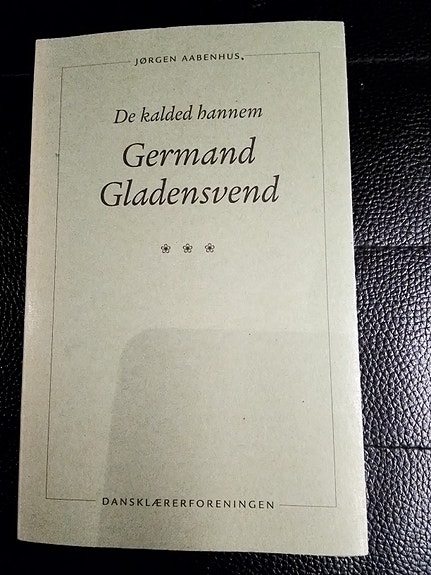 JØRGEN AABENHUS
De kalded hannem
Germand
Gladensvend
DANSKLÆRERFORENINGEN